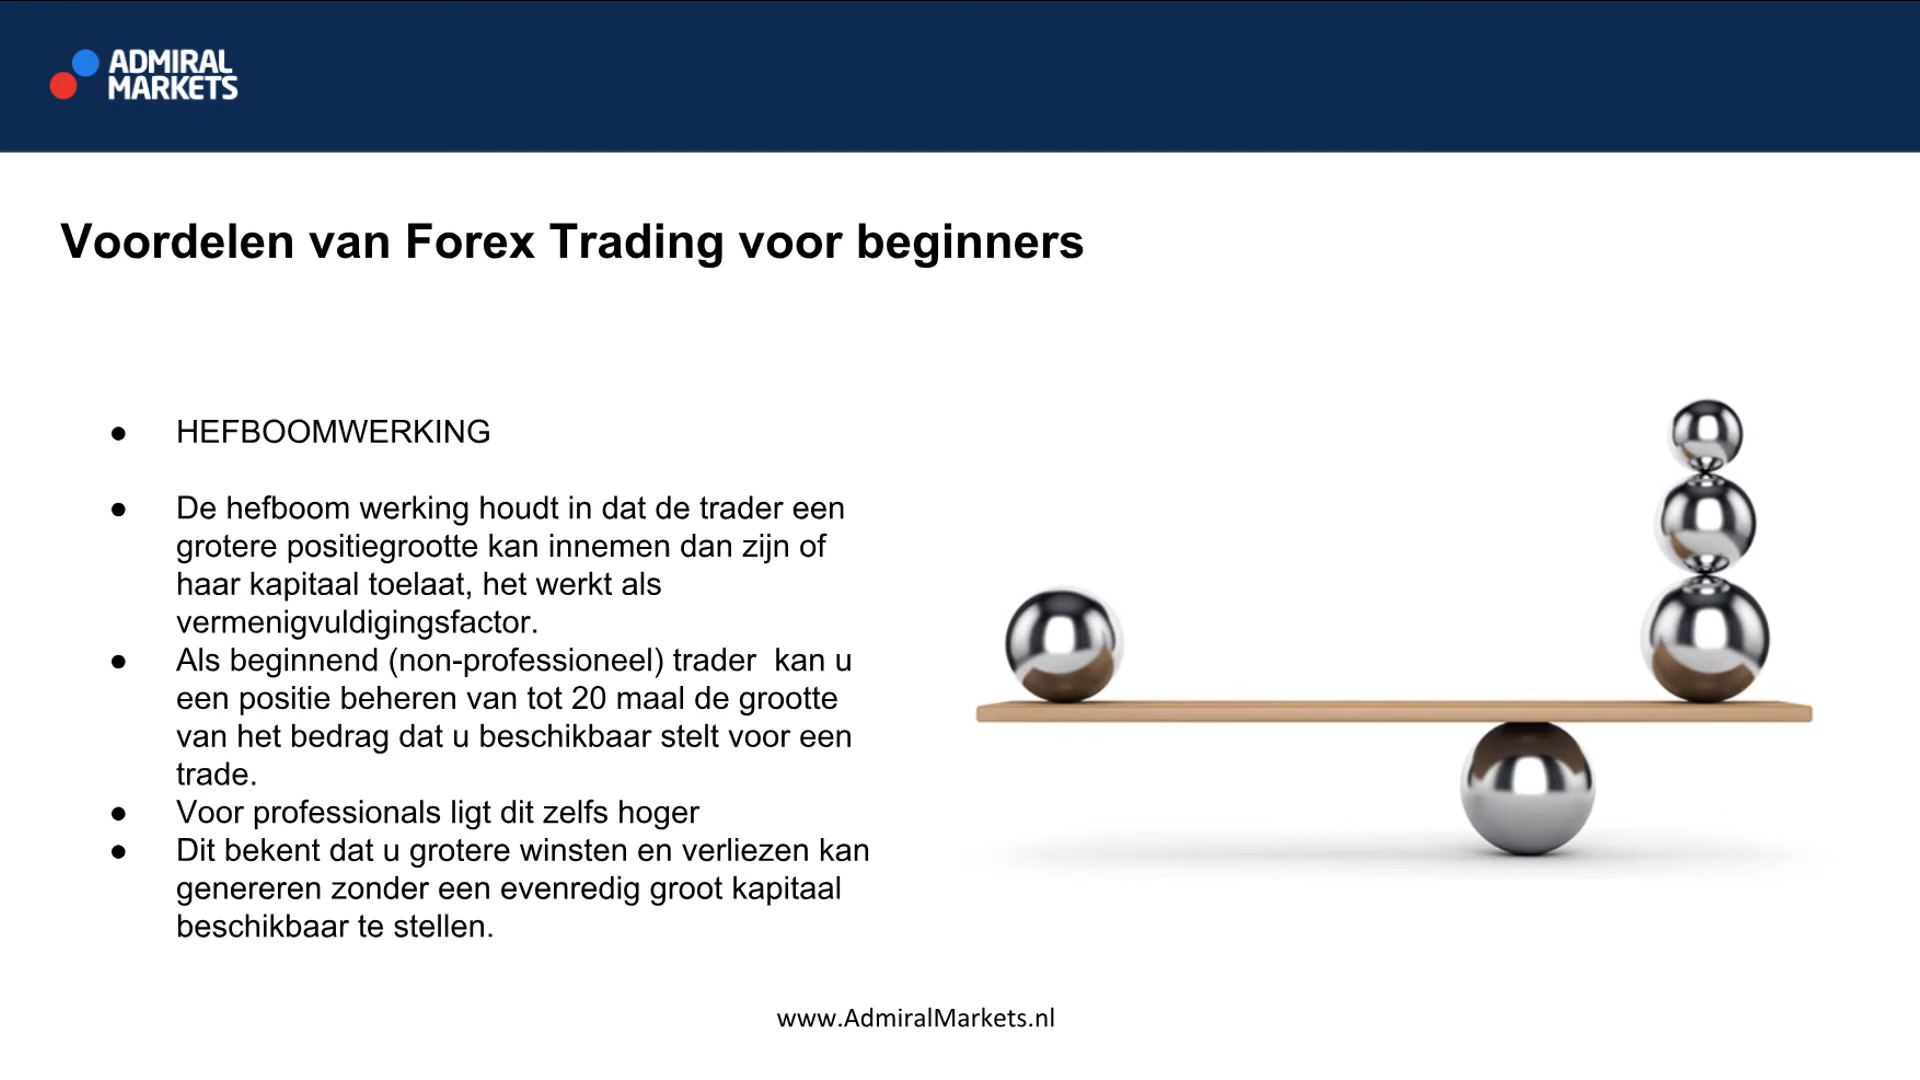 ADMIRAL
MARKETS
Voordelen van Forex Trading voor beginners
● HEFBOOMWERKING
● De hefboom werking houdt in dat de trader een
grotere positiegrootte kan innemen dan zijn of
haar kapitaal toelaat, het werkt als
vermenigvuldigingsfactor.
● Als beginnend (non-professioneel) trader  kan u
een positie beheren van tot 20 maal de grootte
van het bedrag dat u beschikbaar stelt voor een
trade.
● Voor professionals ligt dit zelfs hoger
● Dit bekent dat u grotere winsten en verliezen kan
genereren zonder een evenredig groot kapitaal
beschikbaar te stellen.
www.AdmiralMarkets.nl